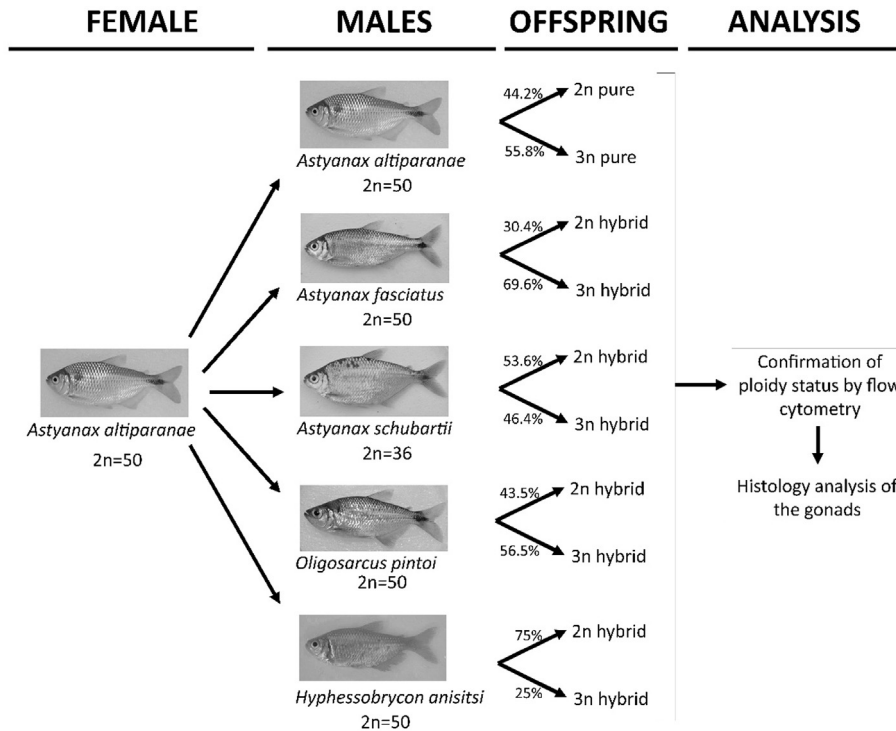 FEMALE MALES OFFSPRING ANALYSIS
44.2% 2n pure
55.8% 3n pure
Astyanax altiparanae
2n=50
30.4% 2n hybrid
69.6% 3n hybrid
Astyanax fasciatus
2n=50
53.6% 2n hybrid
46.4% 3n hybrid
Astyanax schubartii
2n=36
Astyanax altiparanae
2n=50
43.5% 2n hybrid
56.5% 3n hybrid
Oligosarcus pintoi
2n=50
75% 2n hybrid
25% 3n hybrid
Hyphessobrycon anisitsi
2n=50
Confirmation of
ploidy status by flow
cytometry
Histology analysis of
the gonads